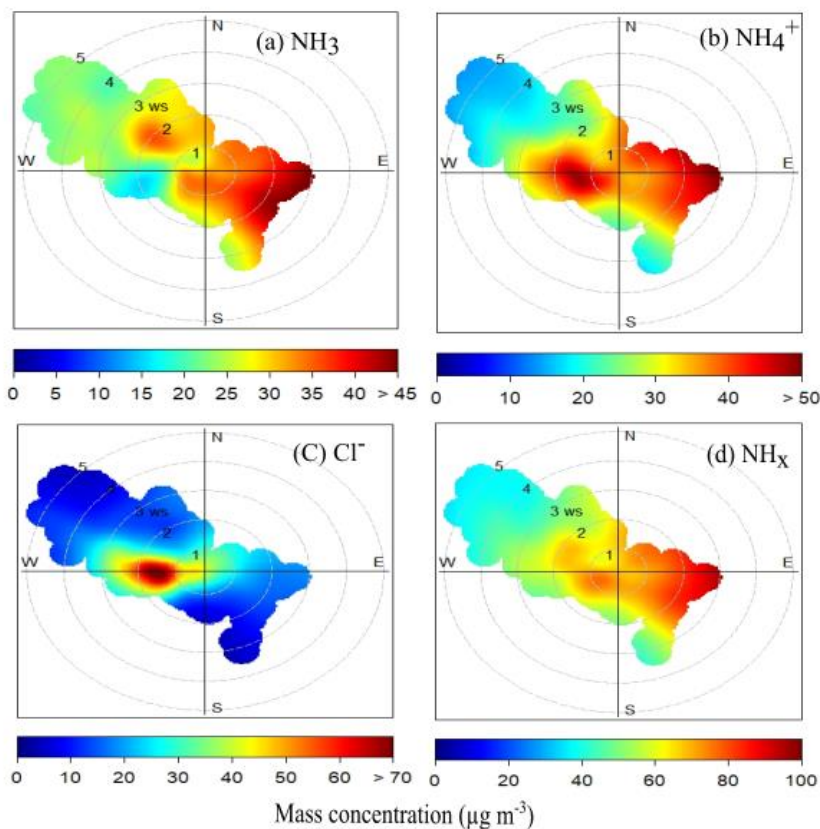 (a) NH3
N
5
4
3 ws
2
1
W
E
S
0 5 10 15 20 25 30 35 40 > 45
(b) NH4+
N
5
4
3 ws
2
1
W
E
S
0 10 20 30 40 > 50
(C) Cl-
N
5
4
3 ws
2
1
W
E
S
0 10 20 30 40 50 60 > 70
(d) NHX
N
5
4
3 ws
2
1
W
E
S
0 20 40 60 80 100
Mass concentration (µg m-3)